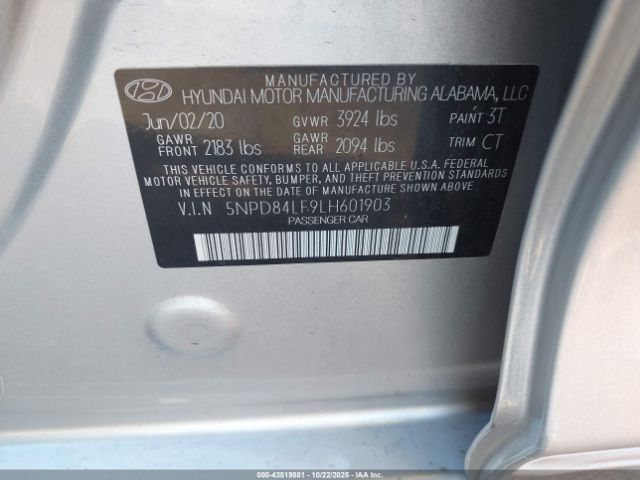 MANUFACTURED BY
HYUNDAI MOTOR MANUFACTURING ALABAMA, LLC
Jun/02/20 GVWR 3924 lbs PAINT 3T
GAWR FRONT 2183 lbs GAWR REAR 2094 lbs TRIM CT
THIS VEHICLE CONFORMS TO ALL APPLICABLE U.S.A. FEDERAL
MOTOR VEHICLE SAFETY, BUMPER, AND THEFT PREVENTION STANDARDS
IN EFFECT ON THE DATE OF MANUFACTURE SHOWN ABOVE.
V.I.N 5NPD84LF9LH601903
PASSENGER CAR
000-43519881 10/22/2025 Copyright IAA, LLC